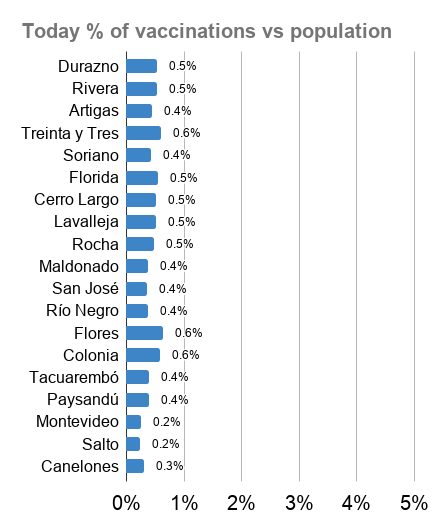 Today % of vaccinations vs population
Durazno 0.5%
Rivera 0.5%
Artigas 0.4%
Treinta y Tres 0.6%
Soriano 0.4%
Florida 0.5%
Cerro Largo 0.5%
Lavalleja 0.5%
Rocha 0.5%
Maldonado 0.4%
San José 0.4%
Río Negro 0.4%
Flores 0.6%
Colonia 0.6%
Tacuarembó 0.4%
Paysandú 0.4%
Montevideo 0.2%
Salto 0.2%
Canelones 0.3%
0% 1% 2% 3% 4% 5%